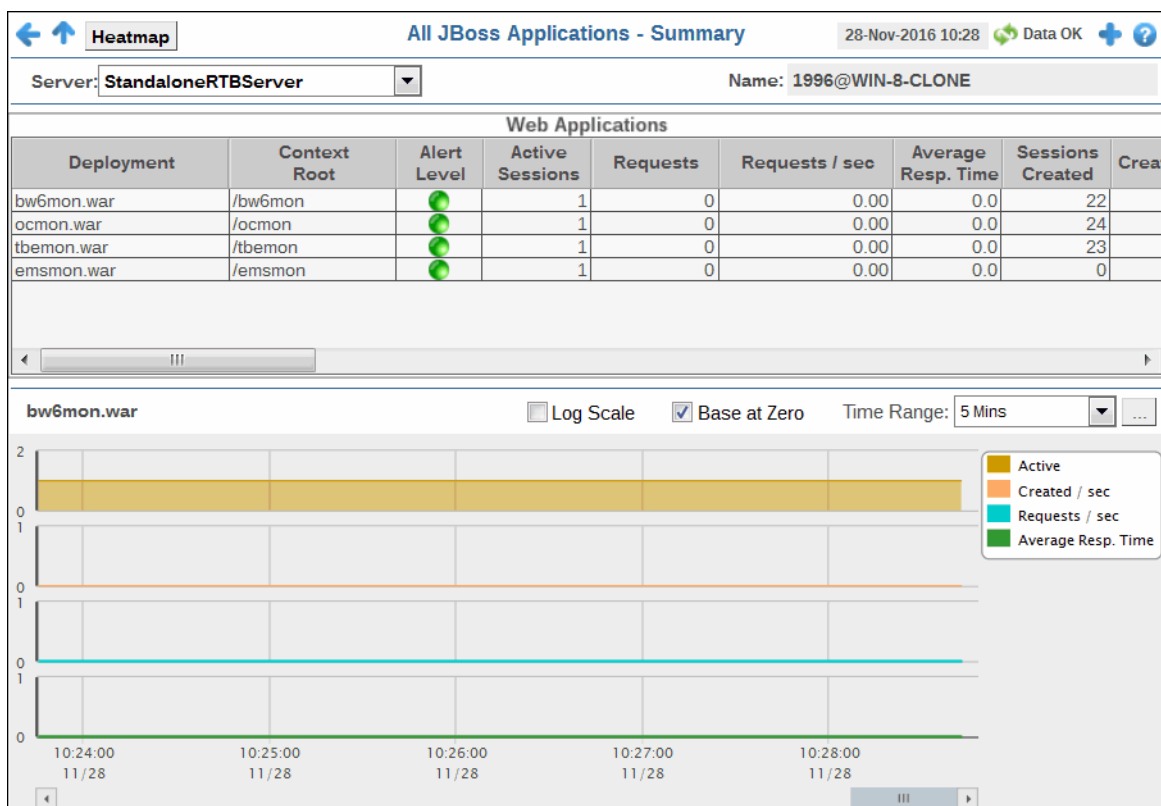 Heatmap All JBoss Applications - Summary 28-Nov-2016 10:28 Data OK
Server: StandaloneRTBServer Name: 1996@WIN-8-CLONE
Web Applications
Deployment Context Root Alert Level Active Sessions Requests Requests / sec Average Resp. Time Sessions Created Crea
bw6mon.war /bw6mon 1 0 0.00 0.0 22
ocmon.war /ocmon 1 0 0.00 0.0 24
tbemon.war /tbemon 1 0 0.00 0.0 23
emsmon.war /emsmon 1 0 0.00 0.0 0
bw6mon.war Log Scale Base at Zero Time Range: 5 Mins ...
2
0
1
0
1
0
1
0
Active
Created / sec
Requests / sec
Average Resp. Time
10:24:00 10:25:00 10:26:00 10:27:00 10:28:00
11/28 11/28 11/28 11/28 11/28